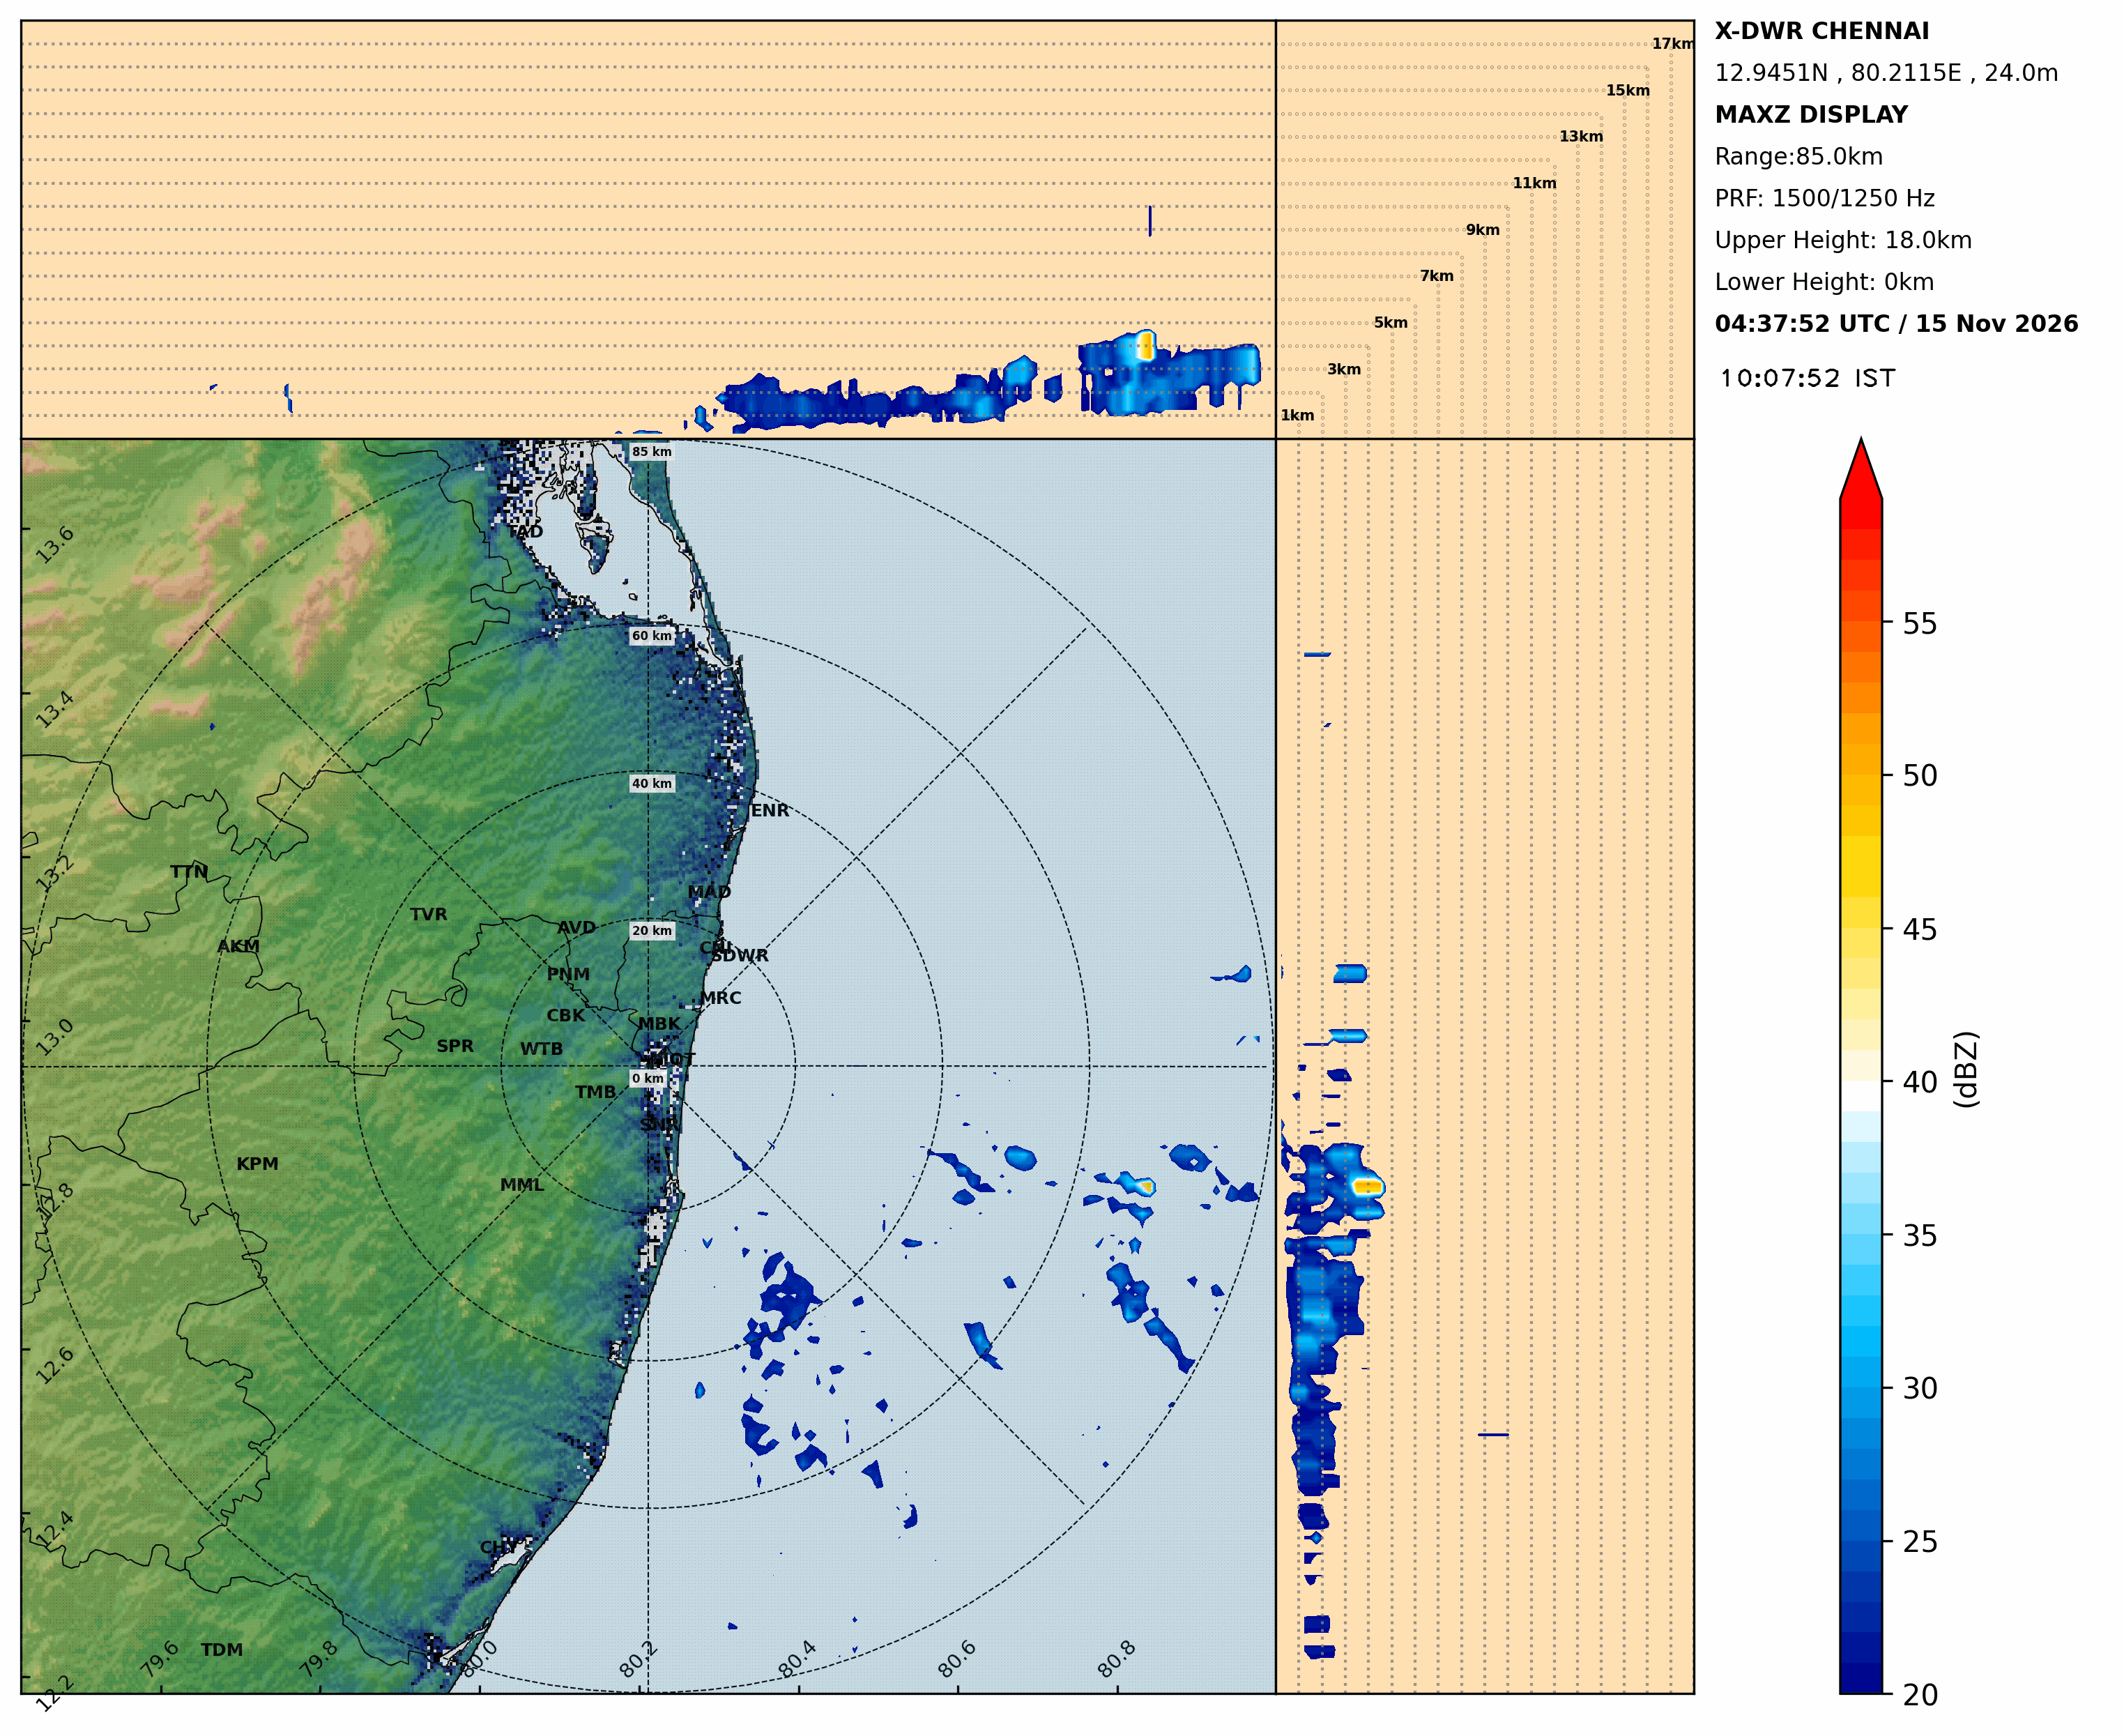 X-DWR CHENNAI
12.9451N , 80.2115E , 24.0m
MAXZ DISPLAY
Range:85.0km
PRF: 1500/1250 Hz
Upper Height: 18.0km
Lower Height: 0km
04:37:52 UTC / 15 Nov 2026
10:07:52 IST
17km
15km
13km
11km
9km
7km
5km
3km
1km
85 km
60 km
40 km
20 km
0 km
TAD
ENR
MAD
TTN
TVR
AVD
AKM
SDWR
PNM
MRC
CBK
MBK
SPR
WTB
TMB
SNR
KPM
MML
CHY
TDM
13.6
13.4
13.2
13.0
12.8
12.6
12.4
12.2
79.6
79.8
80.0
80.2
80.4
80.6
80.8
55
50
45
40
35
30
25
20
(dBZ)